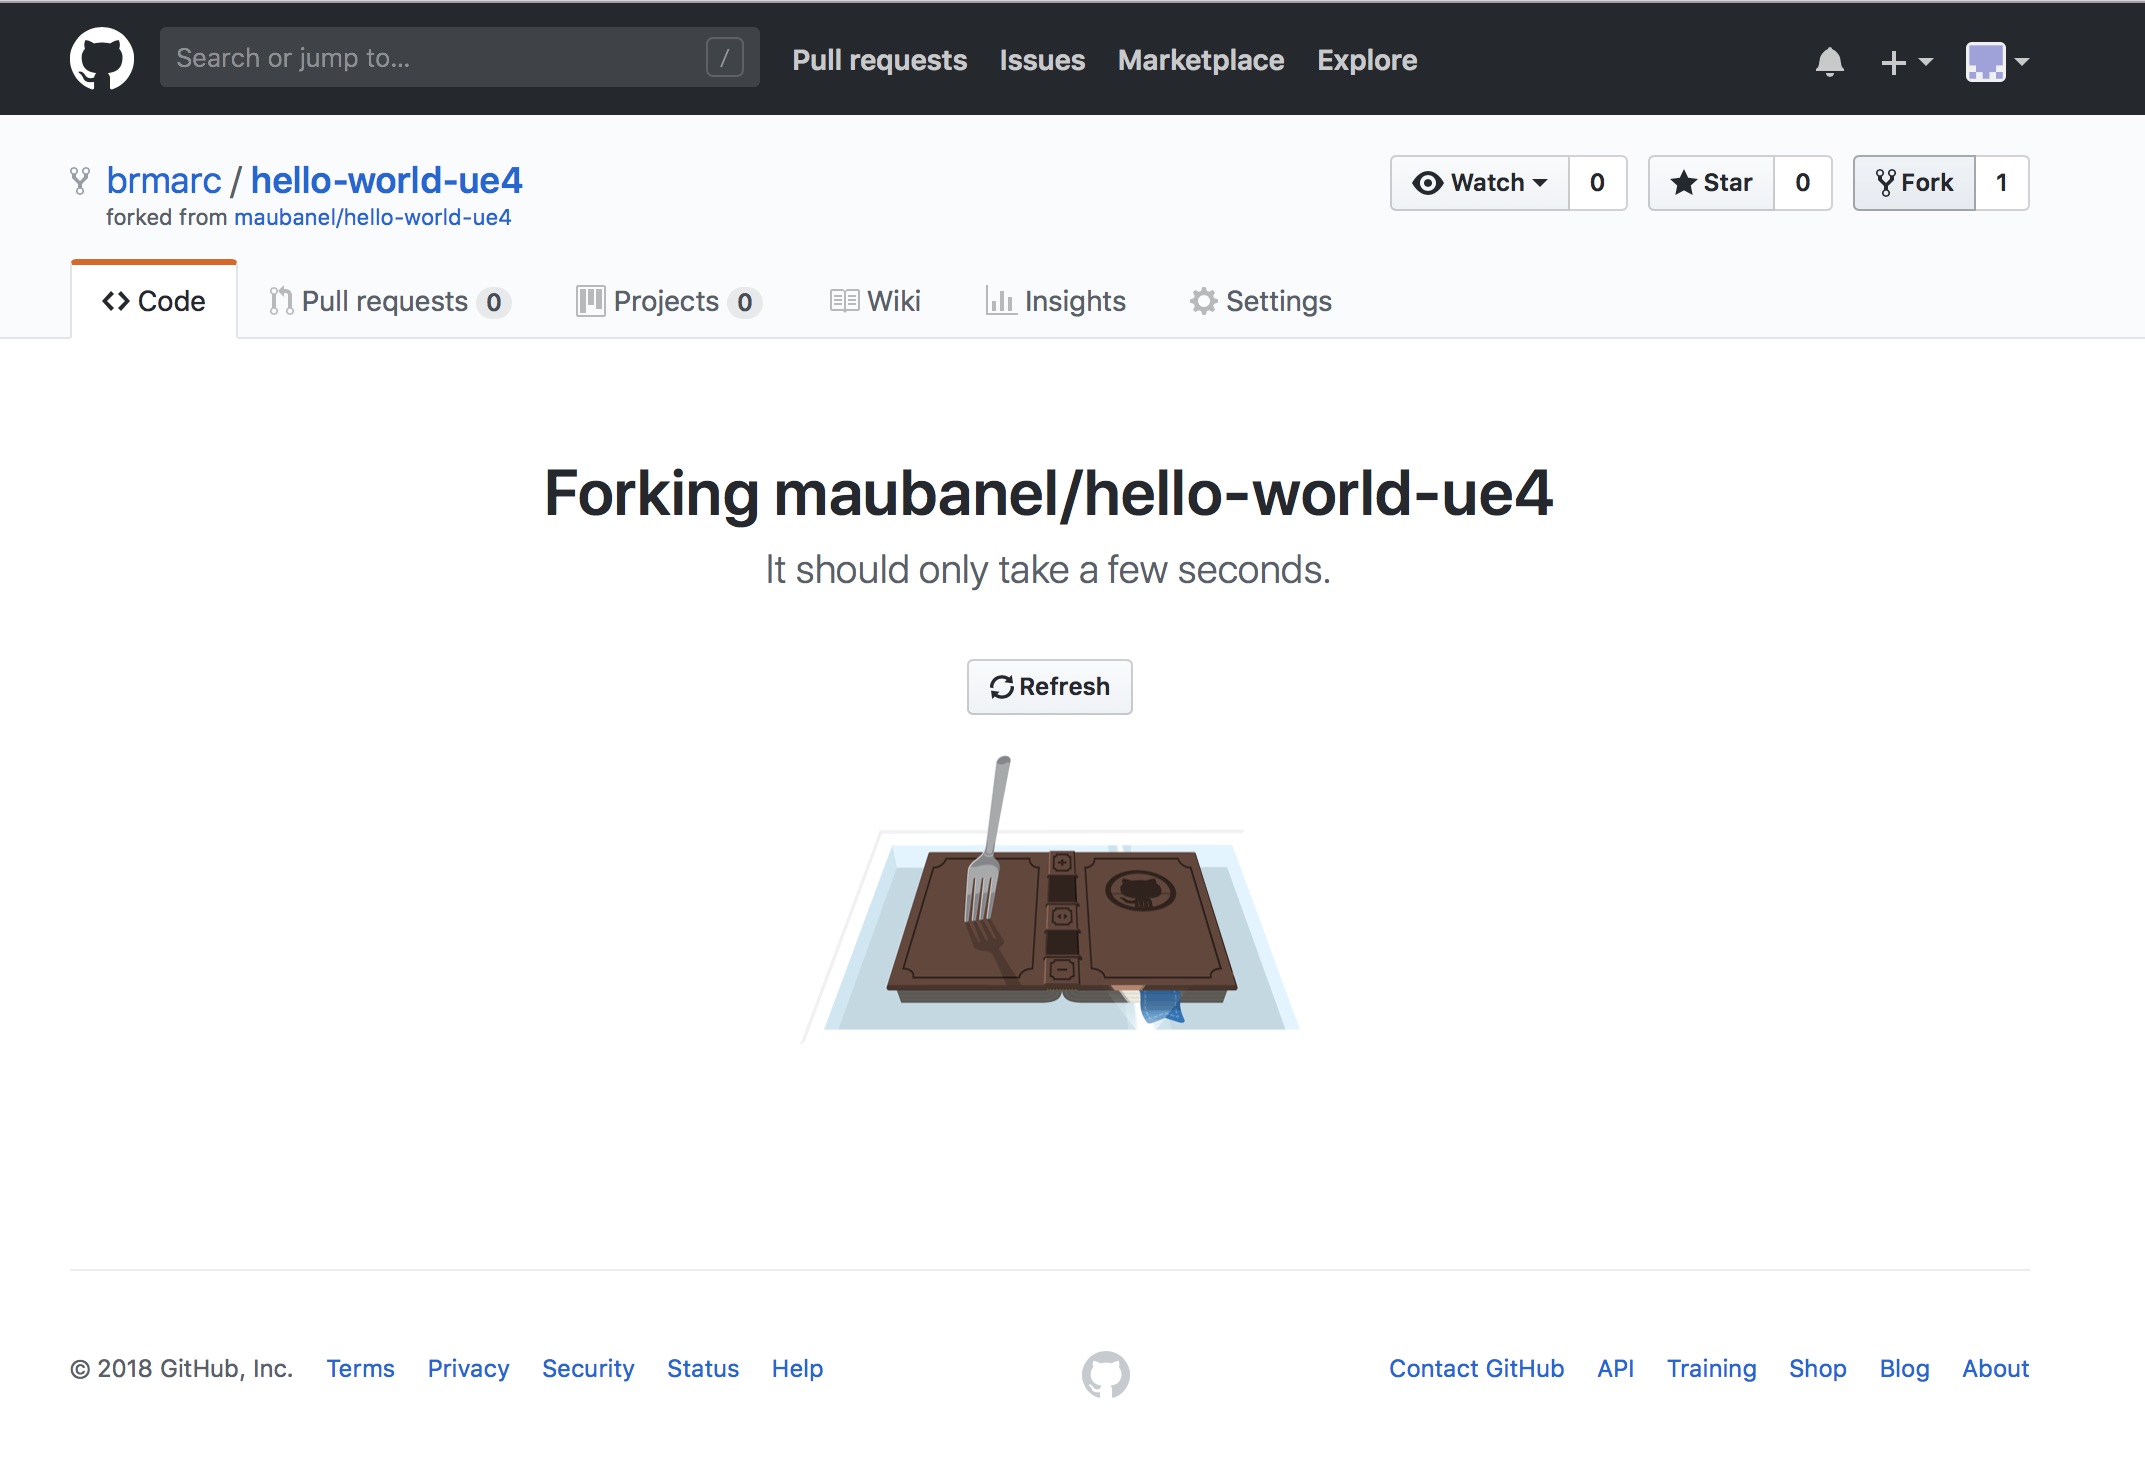 Search or jump to... /
Pull requests Issues Marketplace Explore
brmarc / hello-world-ue4
forked from maubanel/hello-world-ue4
Watch 0 Star 0 Fork 1
Code Pull requests 0 Projects 0 Wiki Insights Settings
Forking maubanel/hello-world-ue4
It should only take a few seconds.
Refresh
© 2018 GitHub, Inc. Terms Privacy Security Status Help
Contact GitHub API Training Shop Blog About